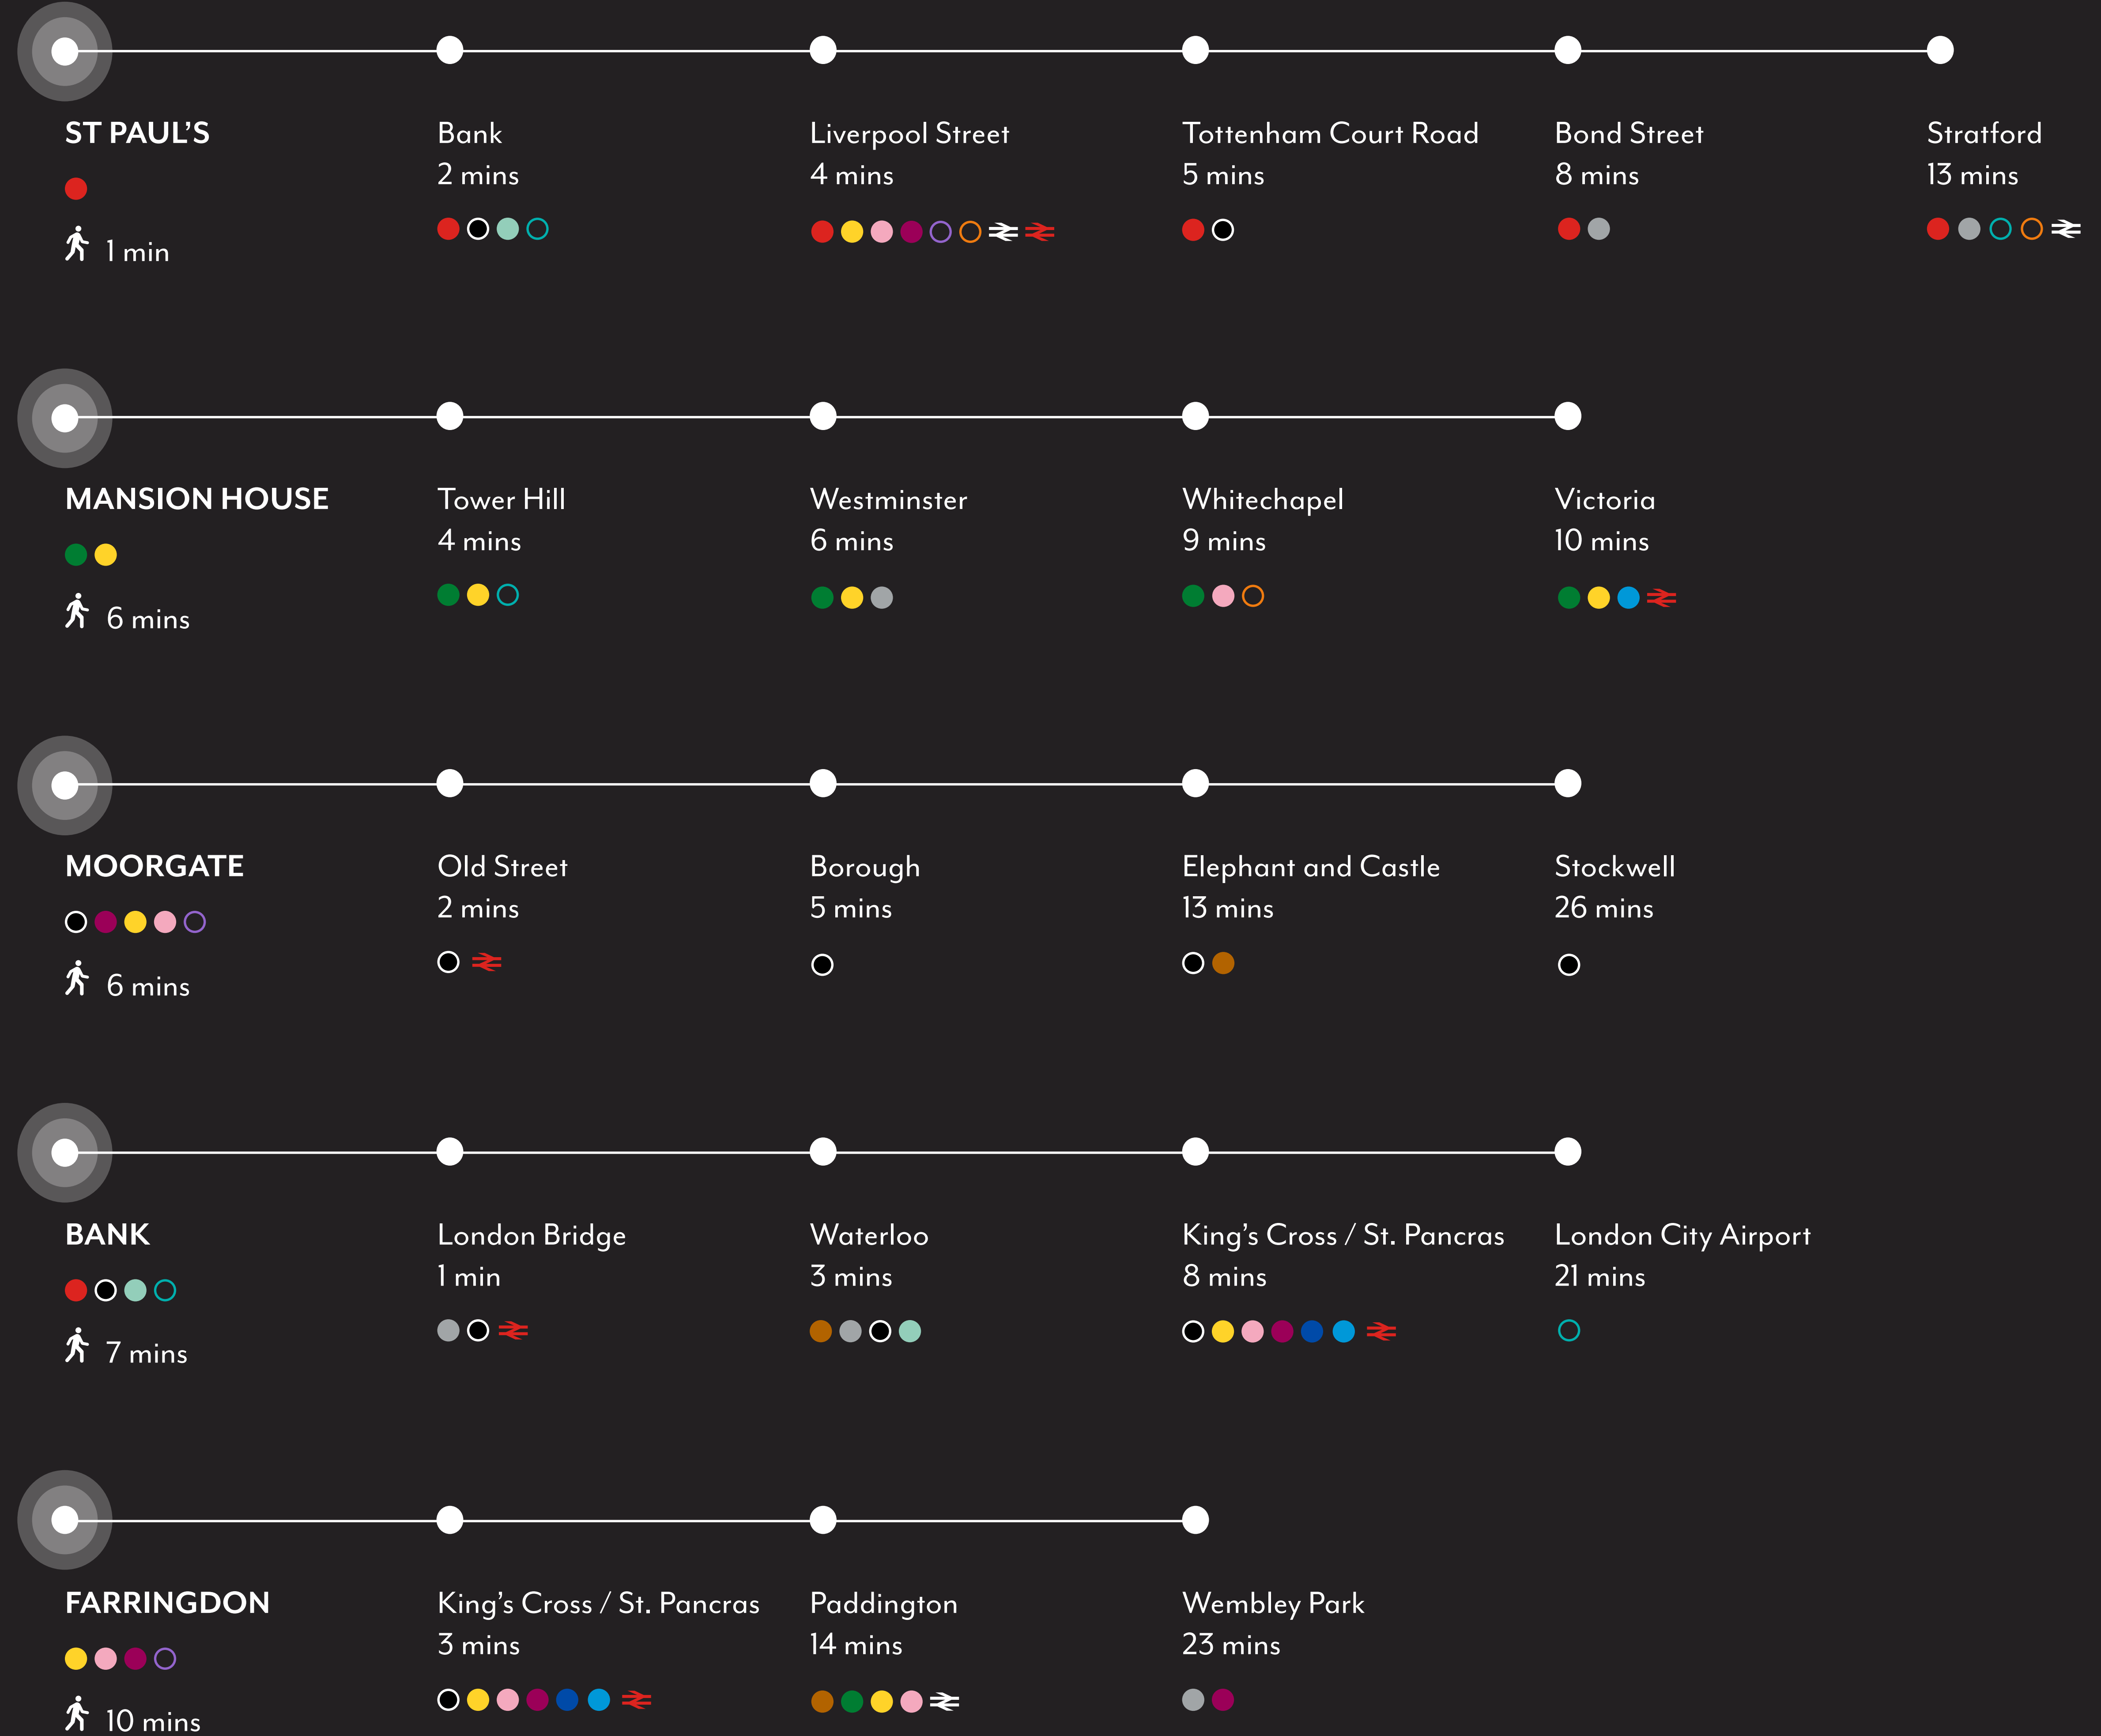 ST PAUL’S
1 min
Bank
2 mins
Liverpool Street
4 mins
Tottenham Court Road
5 mins
Bond Street
8 mins
Stratford
13 mins
MANSION HOUSE
6 mins
Tower Hill
4 mins
Westminster
6 mins
Whitechapel
9 mins
Victoria
10 mins
MOORGATE
6 mins
Old Street
2 mins
Borough
5 mins
Elephant and Castle
13 mins
Stockwell
26 mins
BANK
7 mins
London Bridge
1 min
Waterloo
3 mins
King’s Cross / St. Pancras
8 mins
London City Airport
21 mins
FARRINGDON
10 mins
King’s Cross / St. Pancras
3 mins
Paddington
14 mins
Wembley Park
23 mins